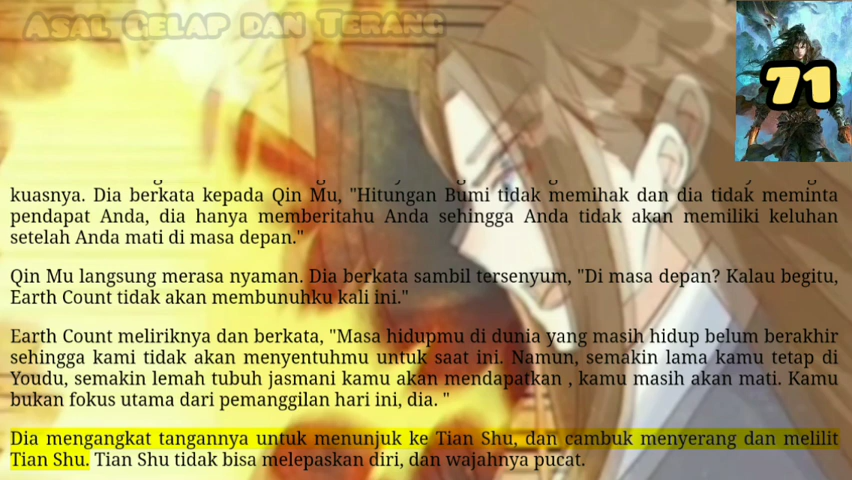 Asal Gelap dan Terang
71
kuasnya. Dia berkata kepada Qin Mu, "Hitungan Bumi tidak memihak dan dia tidak meminta
pendapat Anda, dia hanya memberitahu Anda sehingga Anda tidak akan memiliki keluhan
setelah Anda mati di masa depan."
Qin Mu langsung merasa nyaman. Dia berkata sambil tersenyum, "Di masa depan? Kalau begitu,
Earth Count tidak akan membunuhku kali ini."
Earth Count meliriknya dan berkata, "Masa hidupmu di dunia yang masih hidup belum berakhir
sehingga kami tidak akan menyentuhmu untuk saat ini. Namun, semakin lama kamu tetap di
Youdu, semakin lemah tubuh jasmani kamu akan mendapatkan , kamu masih akan mati. Kamu
bukan fokus utama dari pemanggilan hari ini, dia. "
Dia mengangkat tangannya untuk menunjuk ke Tian Shu, dan cambuk menyerang dan melilit
Tian Shu. Tian Shu tidak bisa melepaskan diri, dan wajahnya pucat.